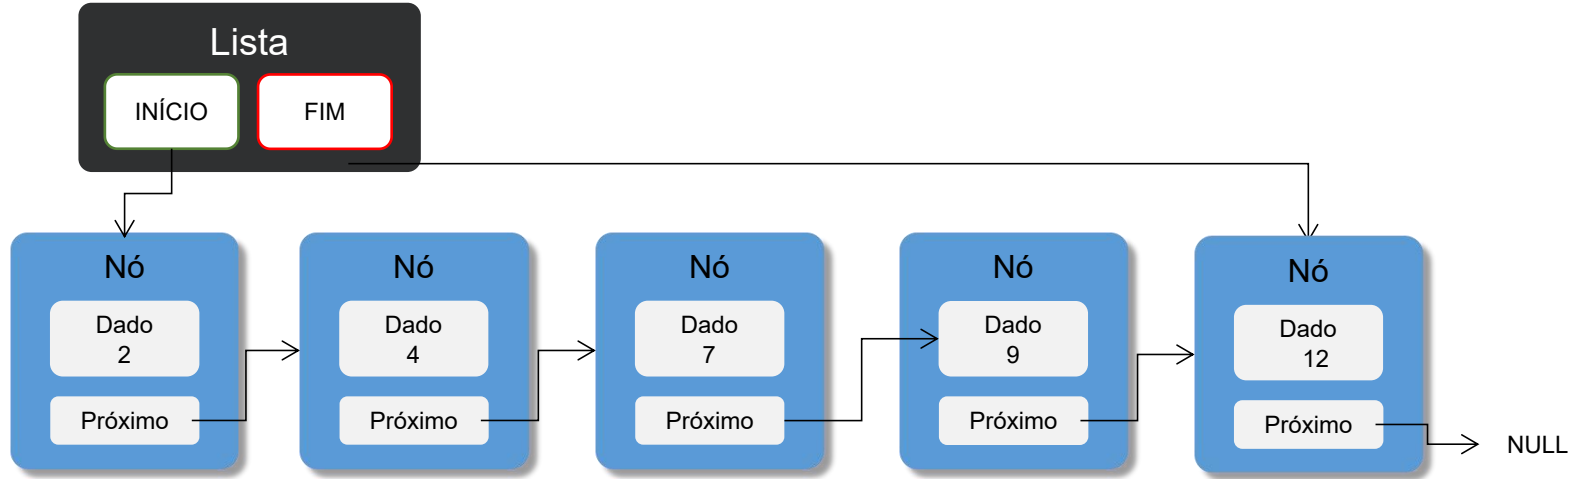 Lista
INÍCIO
FIM
Nó
Dado
2
Próximo
Nó
Dado
4
Próximo
Nó
Dado
7
Próximo
Nó
Dado
9
Próximo
Nó
Dado
12
Próximo
NULL